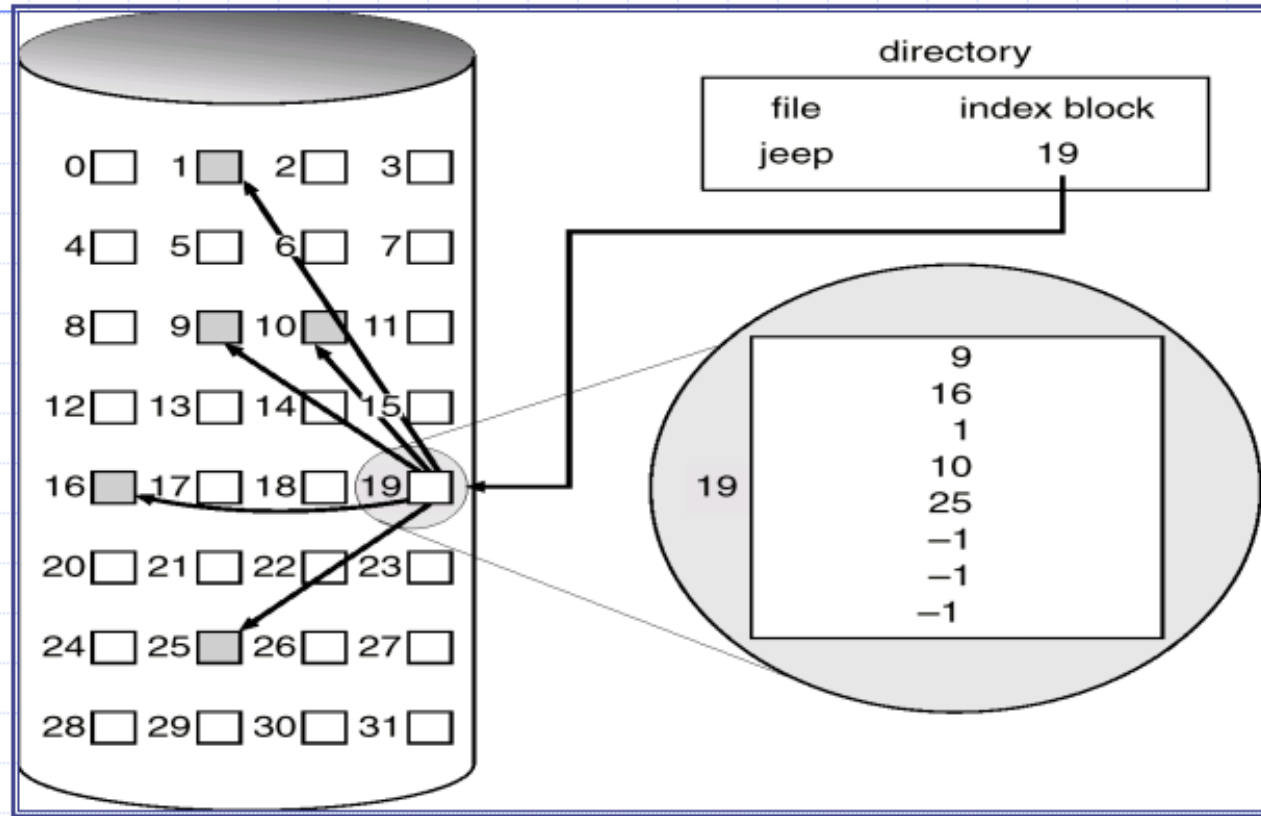 directory
file index block
jeep 19
0 1 2 3
4 5 6 7
8 9 10 11
12 13 14 15
16 17 18 19
20 21 22 23
24 25 26 27
28 29 30 31
19
9
16
1
10
25
–1
–1
–1